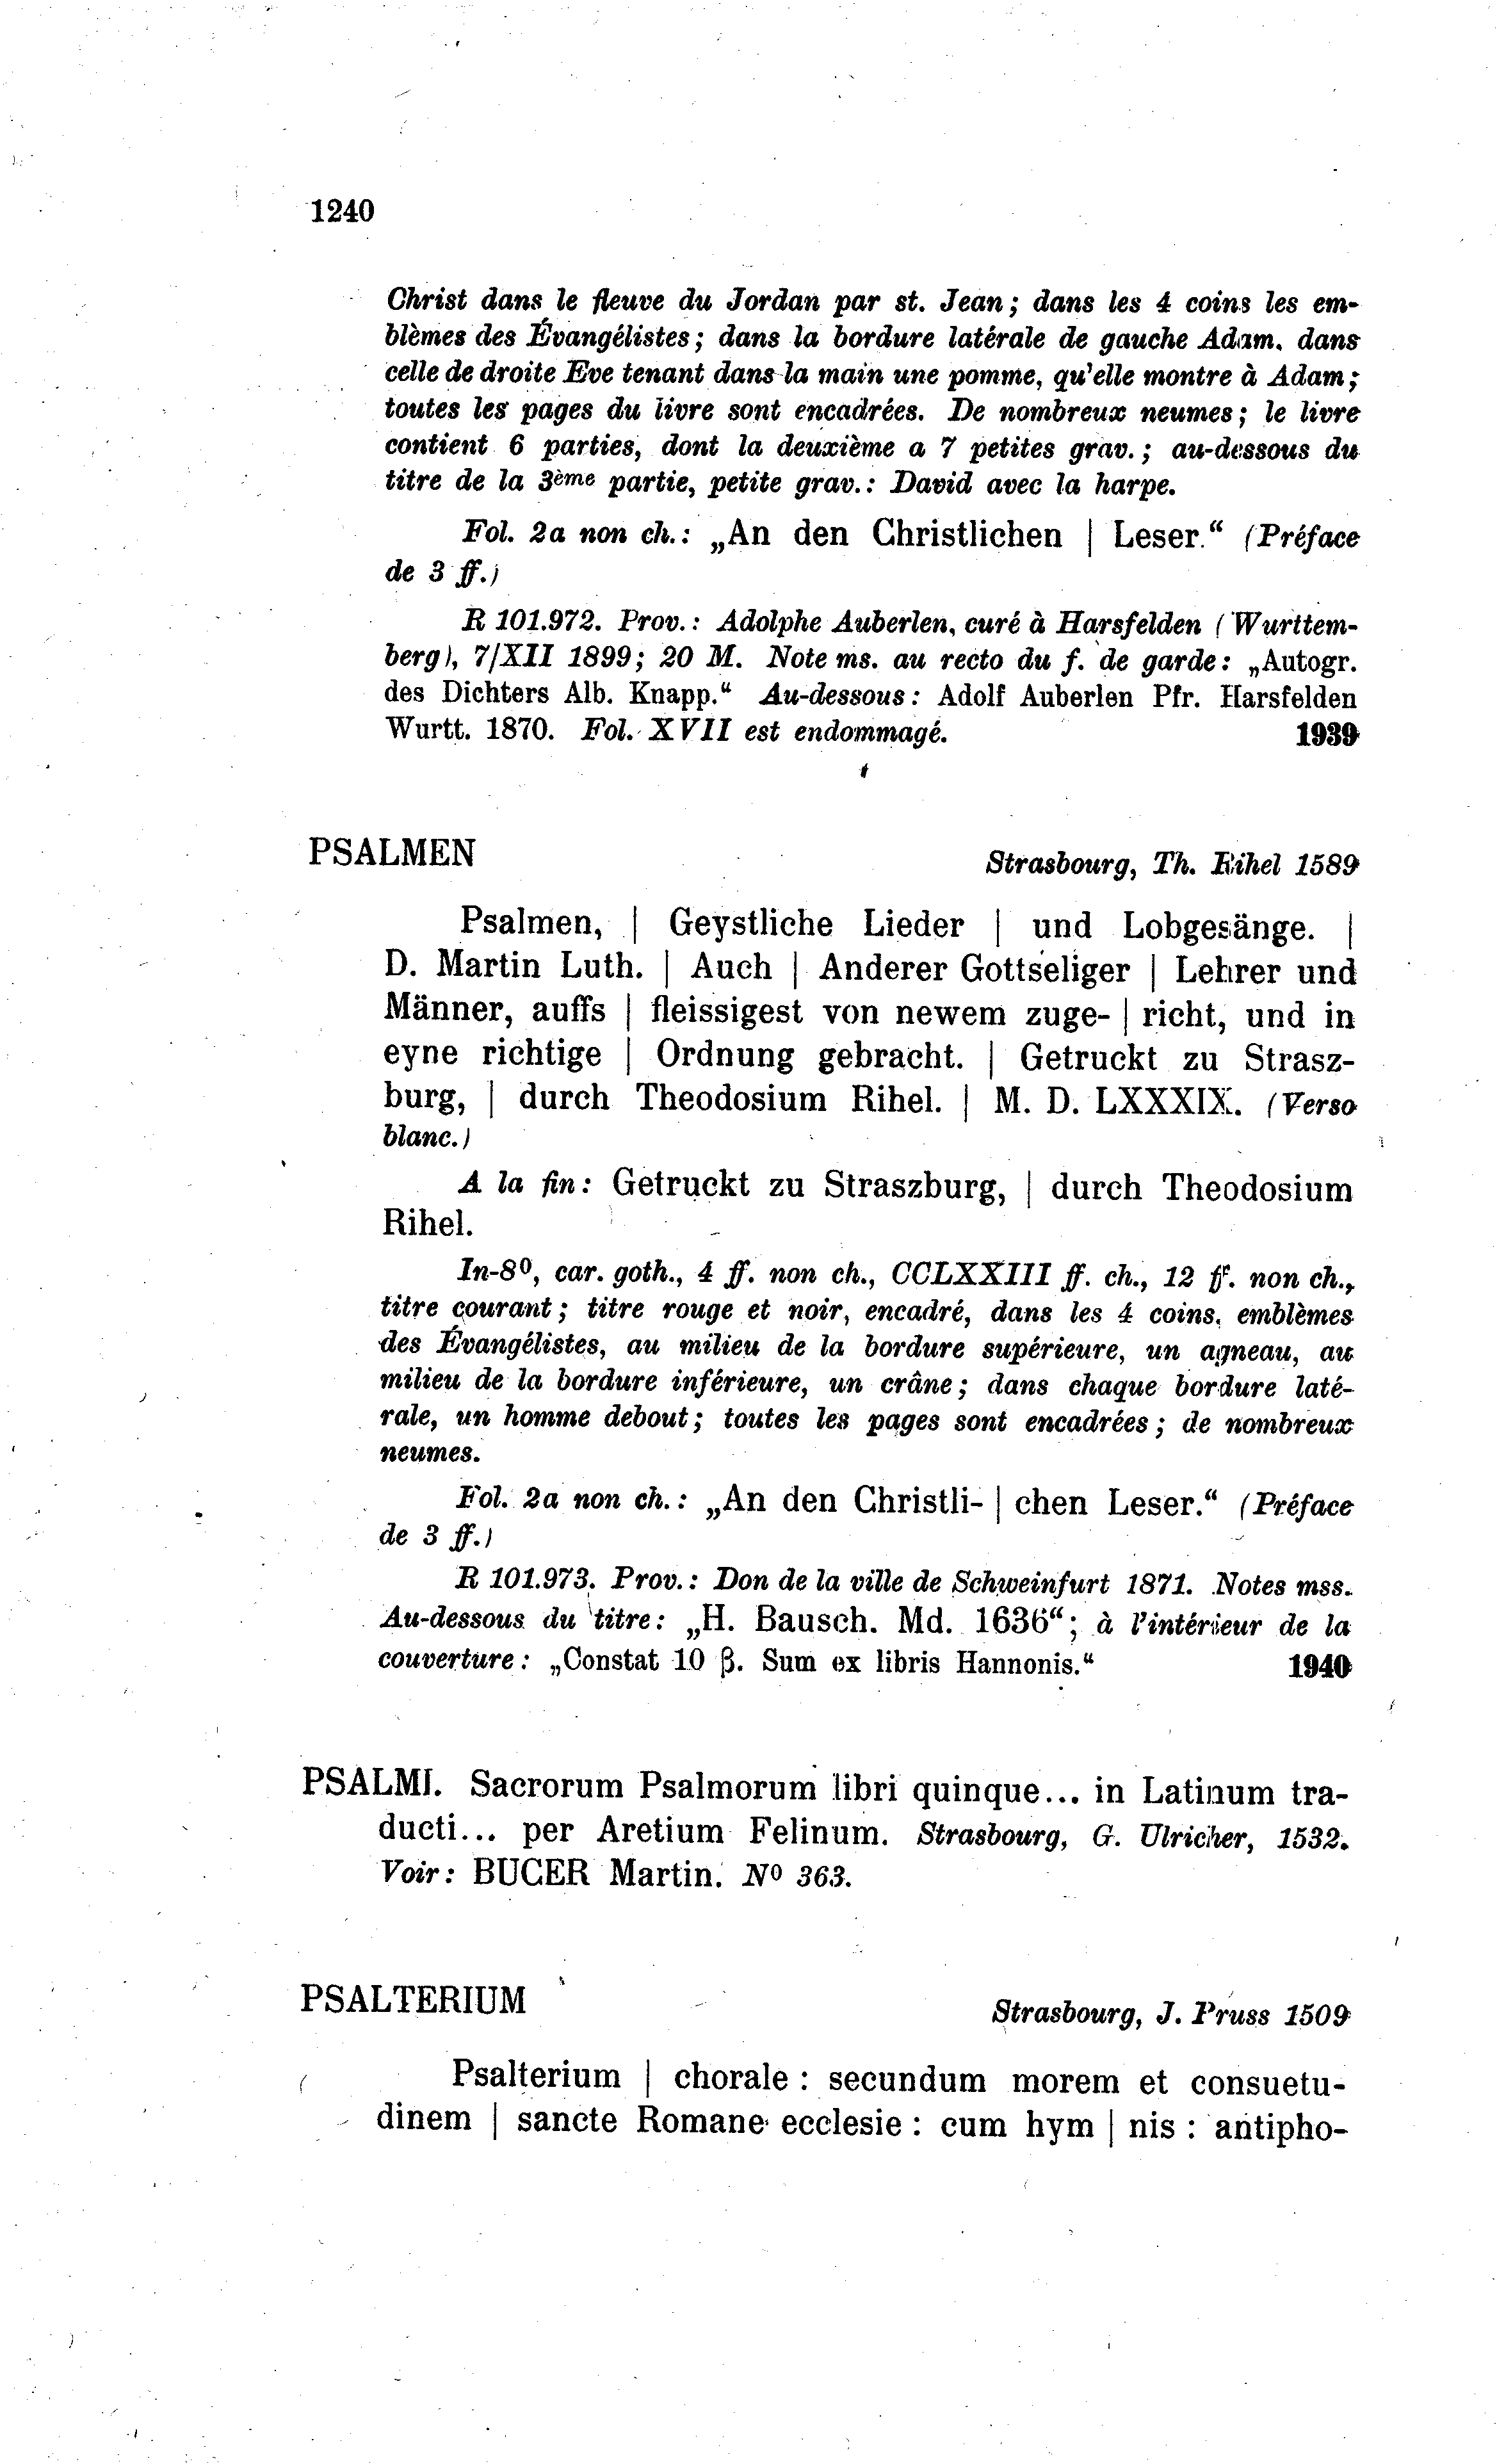 1240
Christ dans le fleuve du Jordan par st. Jean; dans les 4 coins les em-
blèmes des Évangélistes; dans la bordure latérale de gauche Adam, dans
celle de droite Eve tenant dans la main une pomme, qu'elle montre à Adam;
toutes les pages du livre sont encadrées. De nombreux neumes; le livre
contient 6 parties, dont la deuxième a 7 petites grav.; au-dessous du
titre de la 3ème partie, petite grav.: David avec la harpe.
Fol. 2a non ch.: „An den Christlichen | Leser.“ (Préface
de 3 ff.)
R 101.972. Prov.: Adolphe Auberlen, curé à Harsfelden (Wurttem-
berg), 7/XII 1899; 20 M. Note ms. au recto du f. de garde: „Autogr.
des Dichters Alb. Knapp.“ Au-dessous: Adolf Auberlen Pfr. Harsfelden
Wurtt. 1870. Fol. XVII est endommagé. 1939
PSALMEN
Strasbourg, Th. Rihel 1589
Psalmen, | Geystliche Lieder | und Lobgesänge. |
D. Martin Luth. | Auch | Anderer Gottseliger | Lehrer und
Männer, auffs | fleissigest von newem zuge- | richt, und in
eyne richtige | Ordnung gebracht. | Getruckt zu Strasz-
burg, | durch Theodosium Rihel. | M. D. LXXXIX. (Verso
blanc.)
A la fin: Getruckt zu Straszburg, | durch Theodosium
Rihel.
In-8º, car. goth., 4 ff. non ch., CCLXXIII ff. ch., 12 ff. non ch.,
titre courant; titre rouge et noir, encadré, dans les 4 coins, emblèmes
des Évangélistes, au milieu de la bordure supérieure, un agneau, au
milieu de la bordure inférieure, un crâne; dans chaque bordure laté-
rale, un homme debout; toutes les pages sont encadrées; de nombreux
neumes.
Fol. 2a non ch.: „An den Christli- | chen Leser.“ (Préface
de 3 ff.)
R 101.973. Prov.: Don de la ville de Schweinfurt 1871. Notes mss.
Au-dessous du titre: „H. Bausch. Md. 1636“; à l'intérieur de la
couverture: „Constat 10 β. Sum ex libris Hannonis.“ 1940
PSALMI. Sacrorum Psalmorum libri quinque... in Latinum tra-
ducti... per Aretium Felinum. Strasbourg, G. Ulricher, 1532.
Voir: BUCER Martin. Nº 363.
PSALTERIUM
Strasbourg, J. Pruss 1509
Psalterium | chorale : secundum morem et consuetu-
dinem | sancte Romane ecclesie : cum hym | nis : antipho-